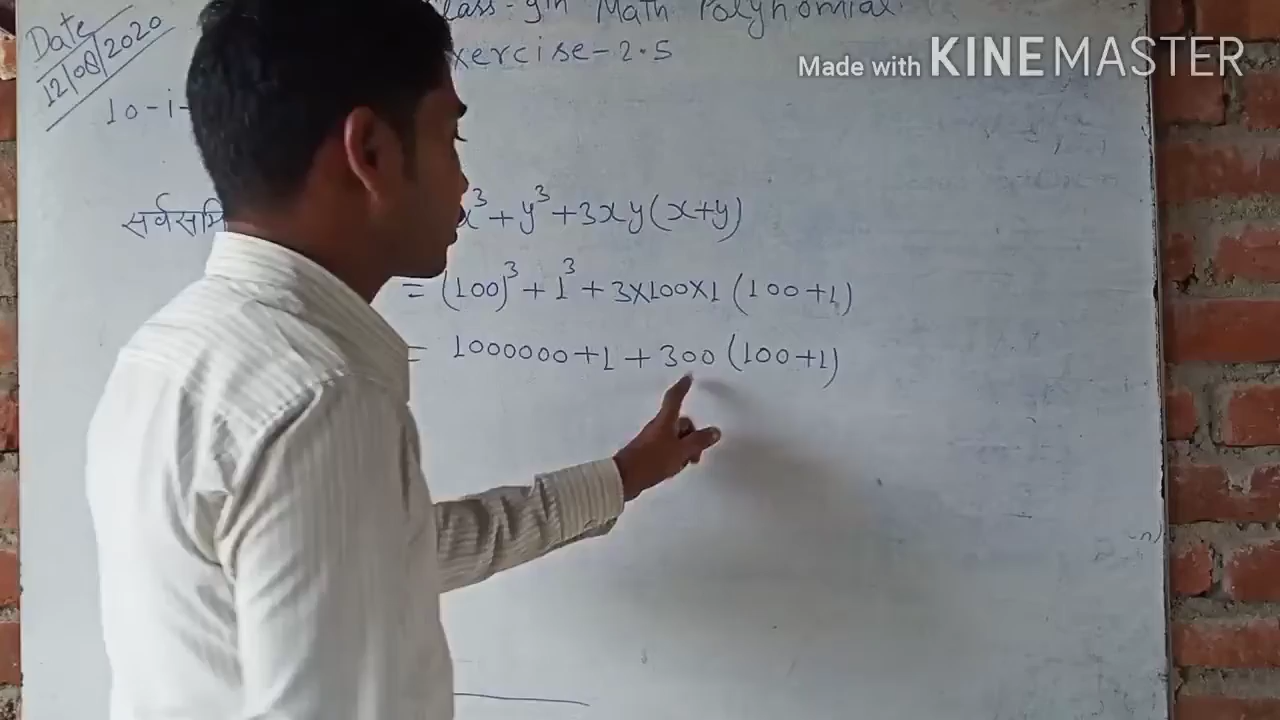 Date
12/08/2020
lass-9th Math Polynomial.
xercise-2.5
Made with KINEMASTER
10-i-
सर्वसमि x³+y³+3xy(x+y)
= (100)³+1³+3x100x1 (100+1)
= 1000000+1+300 (100+1)